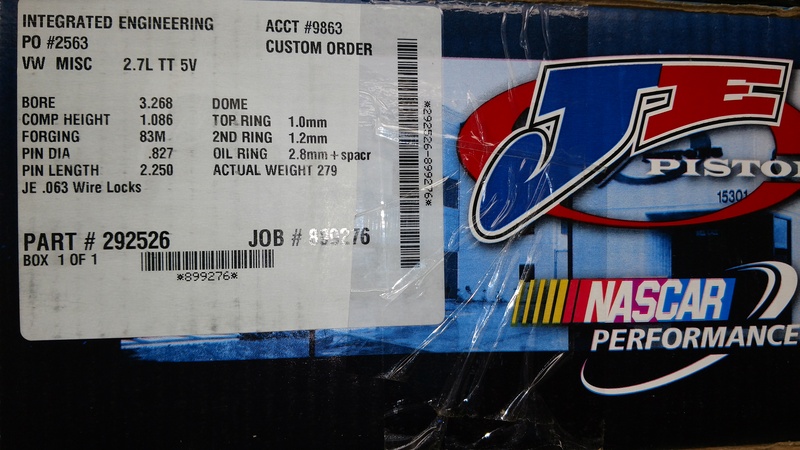 INTEGRATED ENGINEERING
ACCT #9863
PO #2563
CUSTOM ORDER
VW MISC 2.7L TT 5V
BORE 3.268 DOME
COMP HEIGHT 1.086 TOP RING 1.0mm
FORGING 83M 2ND RING 1.2mm
PIN DIA .827 OIL RING 2.8mm+spacr
PIN LENGTH 2.250 ACTUAL WEIGHT 279
JE .063 Wire Locks
PART # 292526 JOB # 899276
BOX 1 OF 1
*899276*
*292526-899276*
JE
PISTO
15301
NASCAR
PERFORMANCE